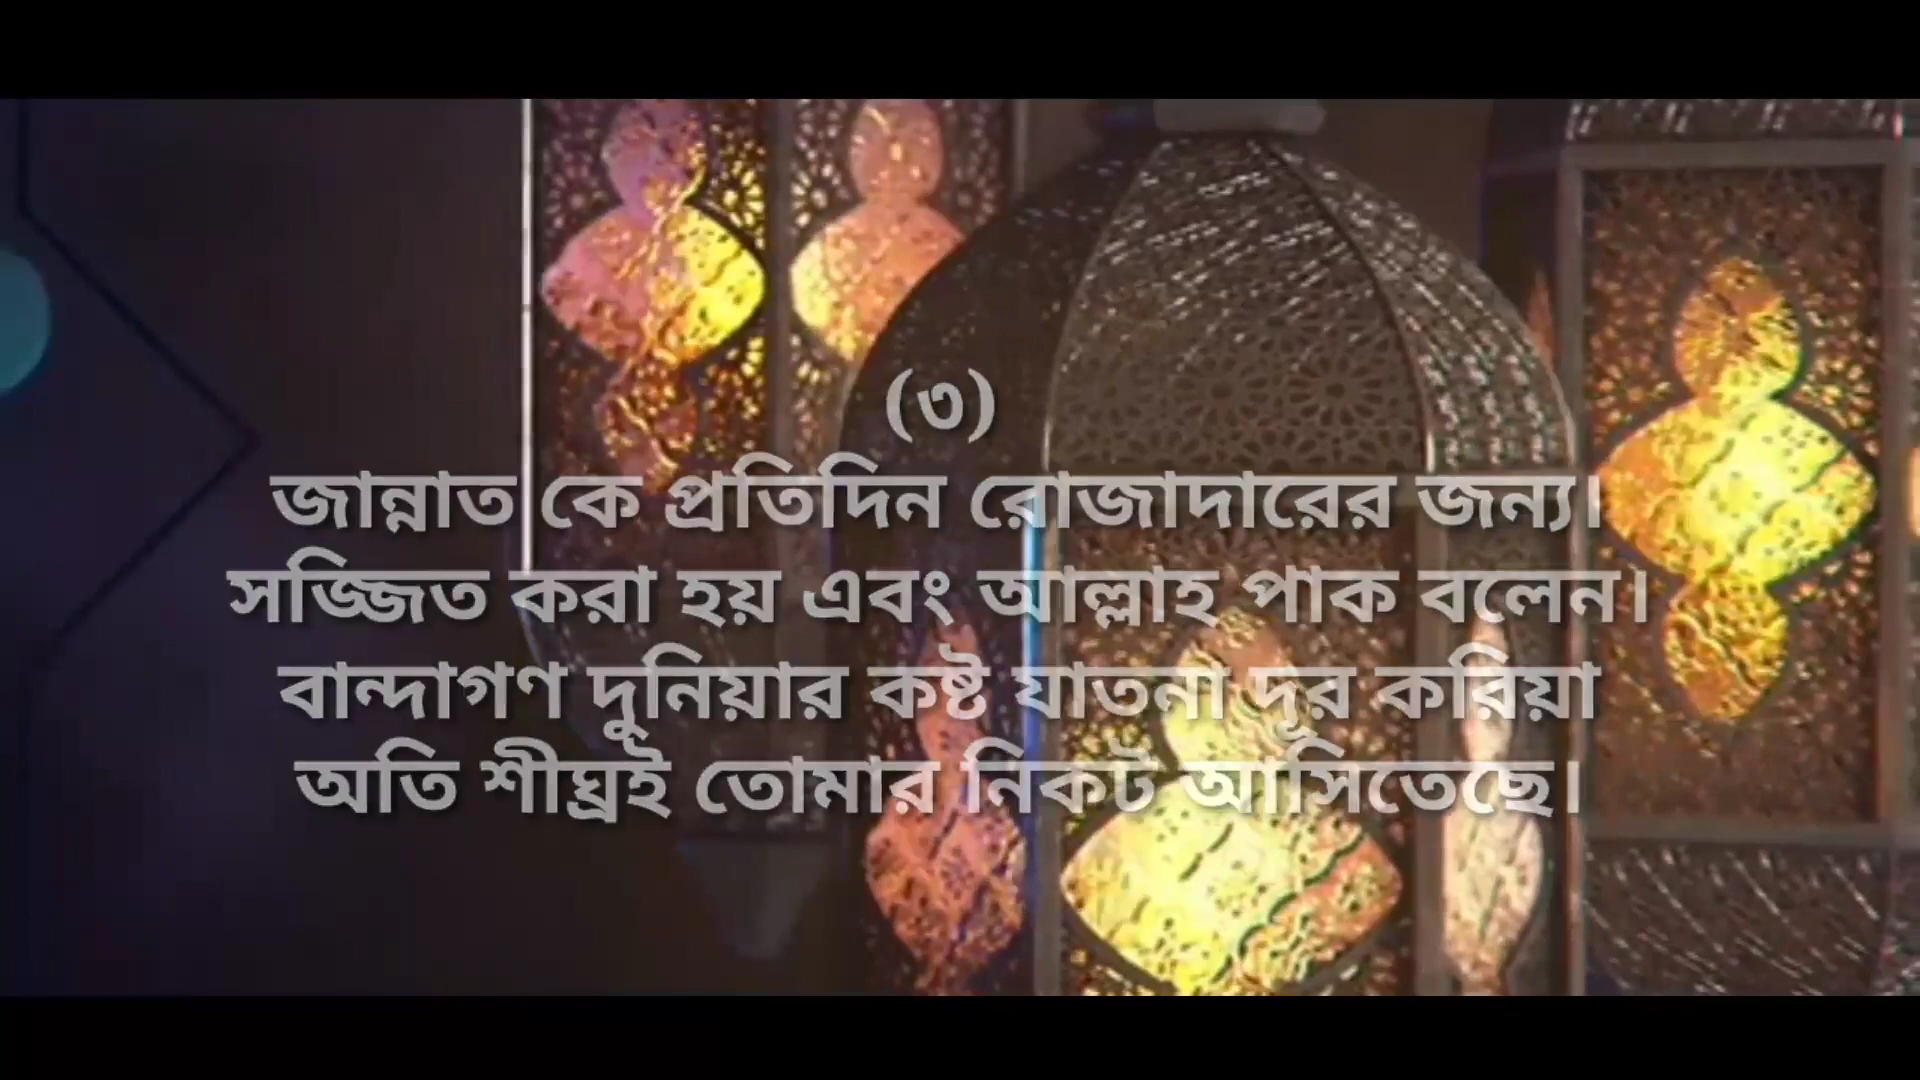 (৩)
জান্নাত কে প্রতিদিন রোজাদারের জন্য।
সজ্জিত করা হয় এবং আল্লাহ পাক বলেন।
বান্দাগণ দুনিয়ার কষ্ট যাতনা দূর করিয়া
অতি শীঘ্রই তোমার নিকট আসিতেছে।